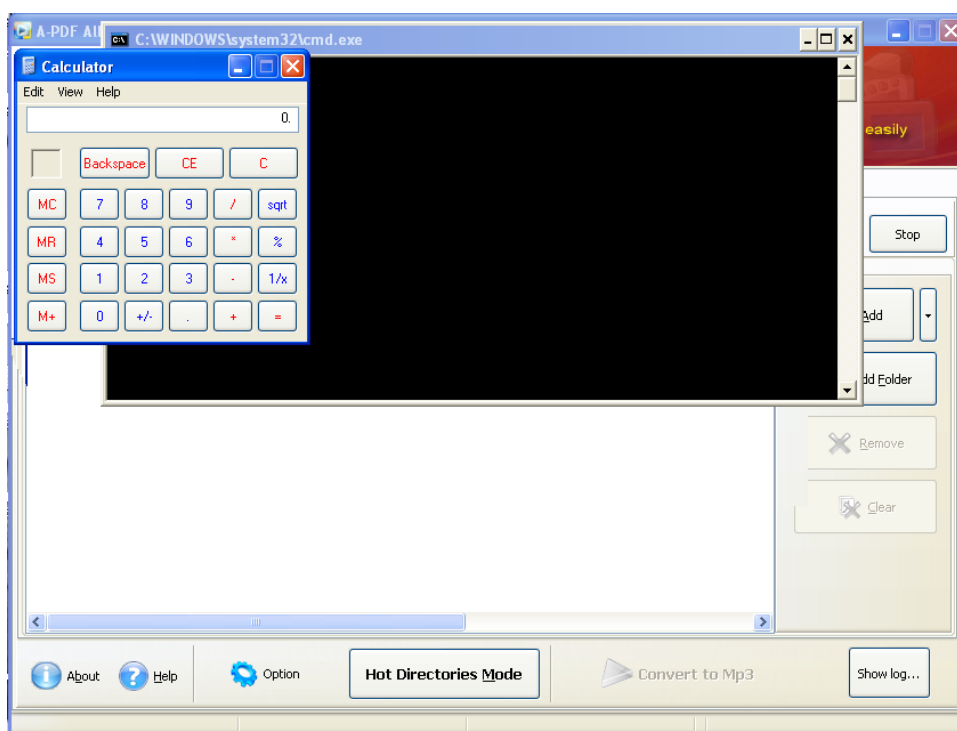 A-PDF All
C:\WINDOWS\system32\cmd.exe
Calculator
Edit View Help
0.
easily
Backspace CE C
MC 7 8 9 / sqrt
MR 4 5 6 * %
MS 1 2 3 - 1/x
M+ 0 +/- . + =
Stop
Add
dd Folder
Remove
Clear
About Help Option Hot Directories Mode Convert to Mp3 Show log...